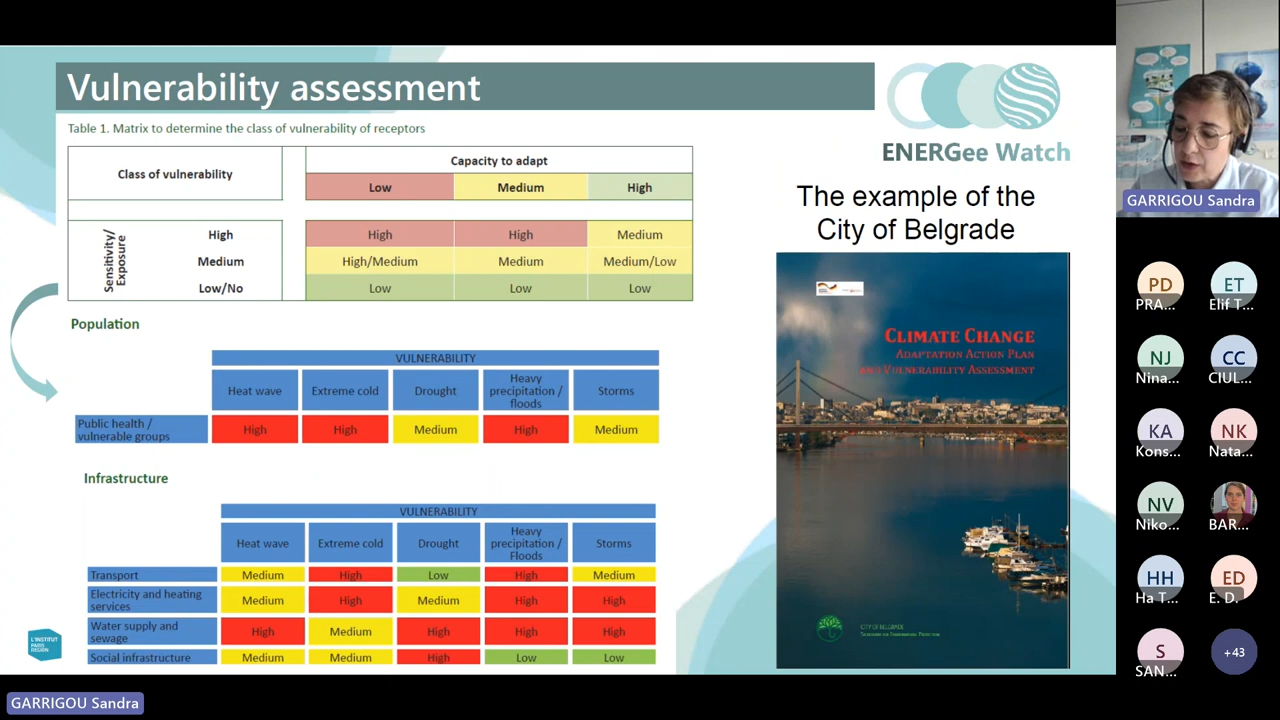 Vulnerability assessment
Table 1. Matrix to determine the class of vulnerability of receptors
Class of vulnerability
Capacity to adapt
Low Medium High
Sensitivity/
Exposure
High High High Medium
Medium High/Medium Medium Medium/Low
Low/No Low Low Low
Population
VULNERABILITY
Heat wave Extreme cold Drought Heavy precipitation / floods Storms
Public health / vulnerable groups High High Medium High Medium
Infrastructure
VULNERABILITY
Heat wave Extreme cold Drought Heavy precipitation / Floods Storms
Transport Medium High Low High Medium
Electricity and heating services Medium High Medium High High
Water supply and sewage High Medium High High High
Social infrastructure Medium Medium High Low Low
L'INSTITUT
PARIS
REGION
ENERGee Watch
The example of the
City of Belgrade
CLIMATE CHANGE
ADAPTATION ACTION PLAN
AND VULNERABILITY ASSESSMENT
CITY OF BELGRADE
GARRIGOU Sandra
PD ET
PRA... Elif T...
NJ CC
Nina... CIUL...
KA NK
Kons... Nata...
NV
Niko... BAR...
HH ED
Ha T... E. D.
S +43
SAN...
GARRIGOU Sandra